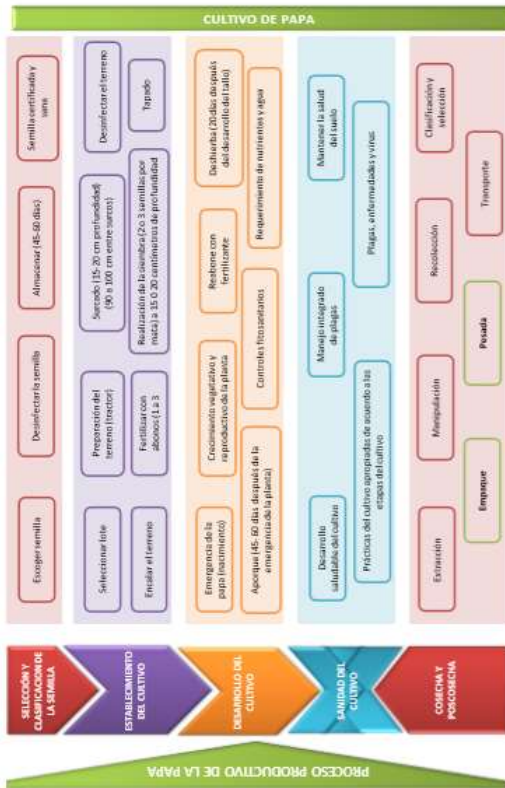 CULTIVO DE PAPA
PROCESO PRODUCTIVO DE LA PAPA
SELECCIÓN Y
CLASIFICACION DE
LA SEMILLA
Escoger semilla
Desinfectar la semilla
Almacenar (45-60 días)
Semilla certificada y
sana
ESTABLECIMIENTO
DEL CULTIVO
Seleccionar lote
Preparación del
terreno (tractor)
Surcado (15-20 cm profundidad)
(90 a 100 cm entre surcos)
Desinfectar el terreno
Encalar el terreno
Fertilizar con
abonos (1 a 3
Realización de la siembra (2 o 3 semillas por
mata) a 15 0 20 centímetros de profundidad
Tapado
DESARROLLO DEL
CULTIVO
Emergencia de la
papa (nacimiento)
Crecimiento vegetativo y
reproductivo de la planta
Reabone con
fertilizante
Deshierba (20 días después
del desarrollo del tallo)
Aporque (45- 60 días después de la
emergencia de la planta)
Controles fitosanitarios
Requerimiento de nutrientes y agua
SANIDAD DEL
CULTIVO
Desarrollo
saludable del cultivo
Manejo integrado
de plagas
Mantener la salud
del suelo
Prácticas del cultivo apropiadas de acuerdo a las
etapas del cultivo
Plagas, enfermedades y virus
COSECHA Y
POSCOSECHA
Extracción
Manipulación
Recolección
Clasificación y
selección
Empaque
Pesada
Transporte